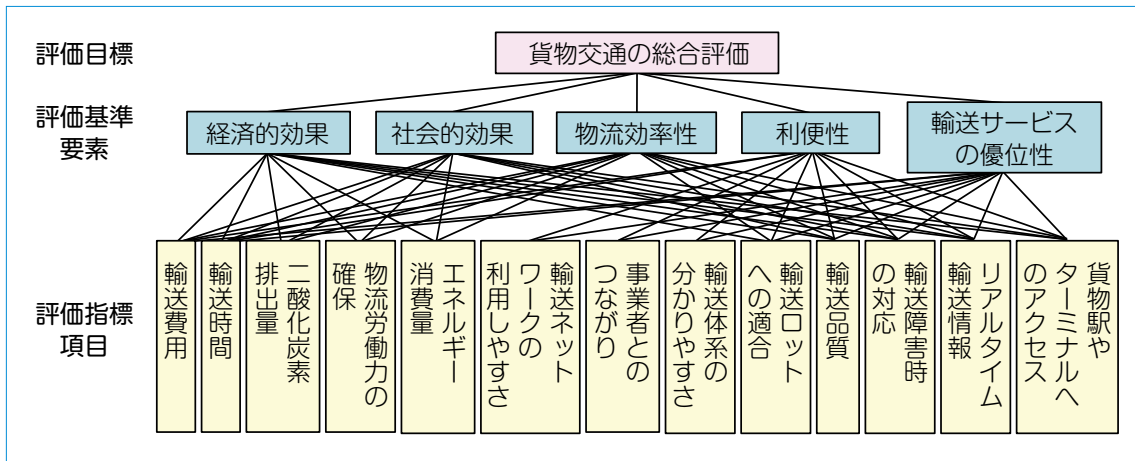 評価目標
貨物交通の総合評価
評価基準
要素
経済的効果
社会的効果
物流効率性
利便性
輸送サービス
の優位性
評価指標
項目
輸送費用
輸送時間
二酸化炭素
排出量
物流労働力の
確保
エネルギー
消費量
輸送ネット
ワークの
利用しやすさ
事業者との
つながり
輸送体系の
分かりやすさ
輸送ロット
への適合
輸送品質
輸送障害時
の対応
リアルタイム
輸送情報
貨物駅や
ターミナルへ
のアクセス